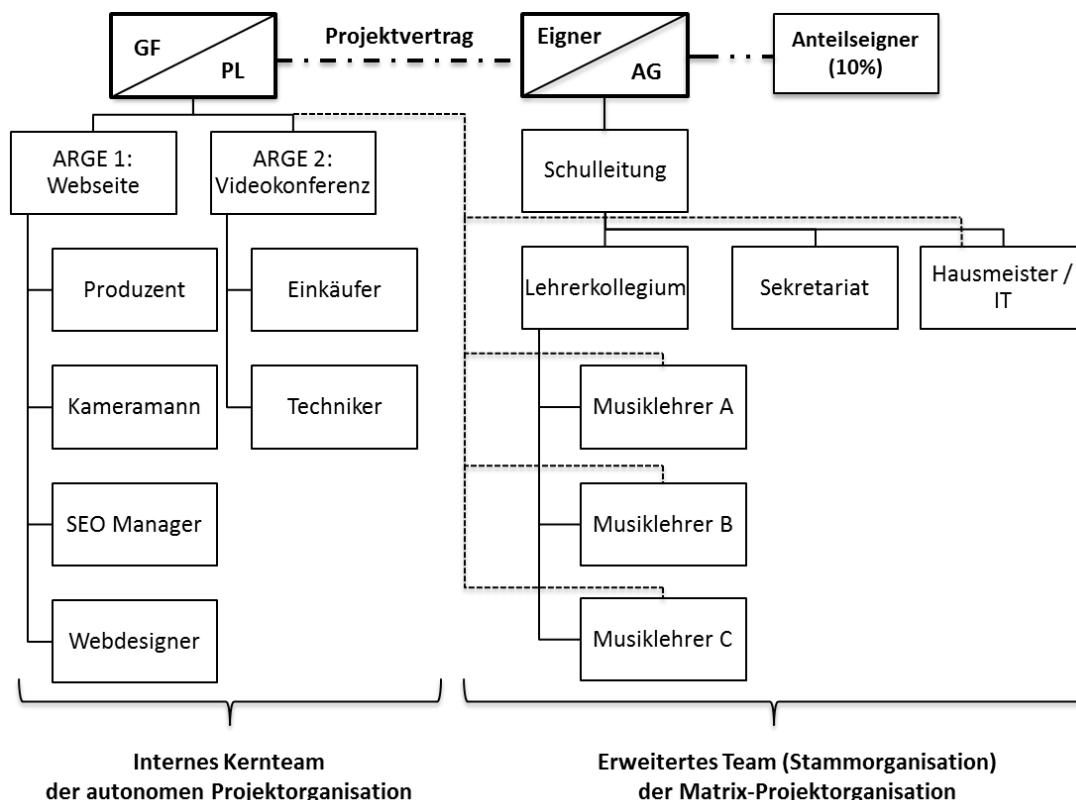 GF
PL
Projektvertrag
Eigner
AG
Anteilseigner
(10%)
ARGE 1:
Webseite
ARGE 2:
Videokonferenz
Schulleitung
Produzent
Einkäufer
Lehrerkollegium
Sekretariat
Hausmeister /
IT
Kameramann
Techniker
Musiklehrer A
SEO Manager
Musiklehrer B
Webdesigner
Musiklehrer C
Internes Kernteam
der autonomen Projektorganisation
Erweitertes Team (Stammorganisation)
der Matrix-Projektorganisation